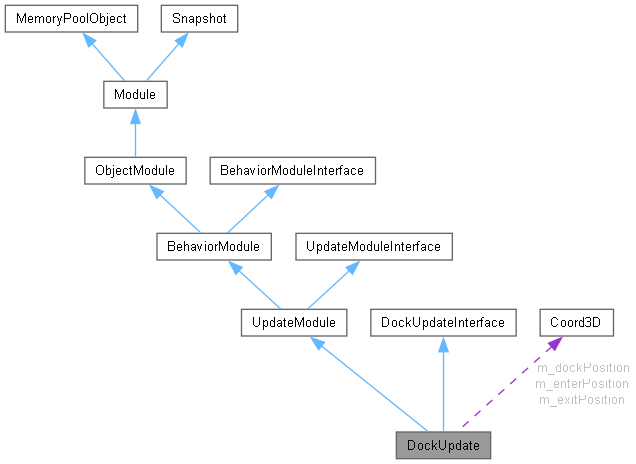 MemoryPoolObject
Snapshot
Module
ObjectModule
BehaviorModuleInterface
BehaviorModule
UpdateModuleInterface
UpdateModule
DockUpdateInterface
Coord3D
m_dockPosition
m_enterPosition
m_exitPosition
DockUpdate